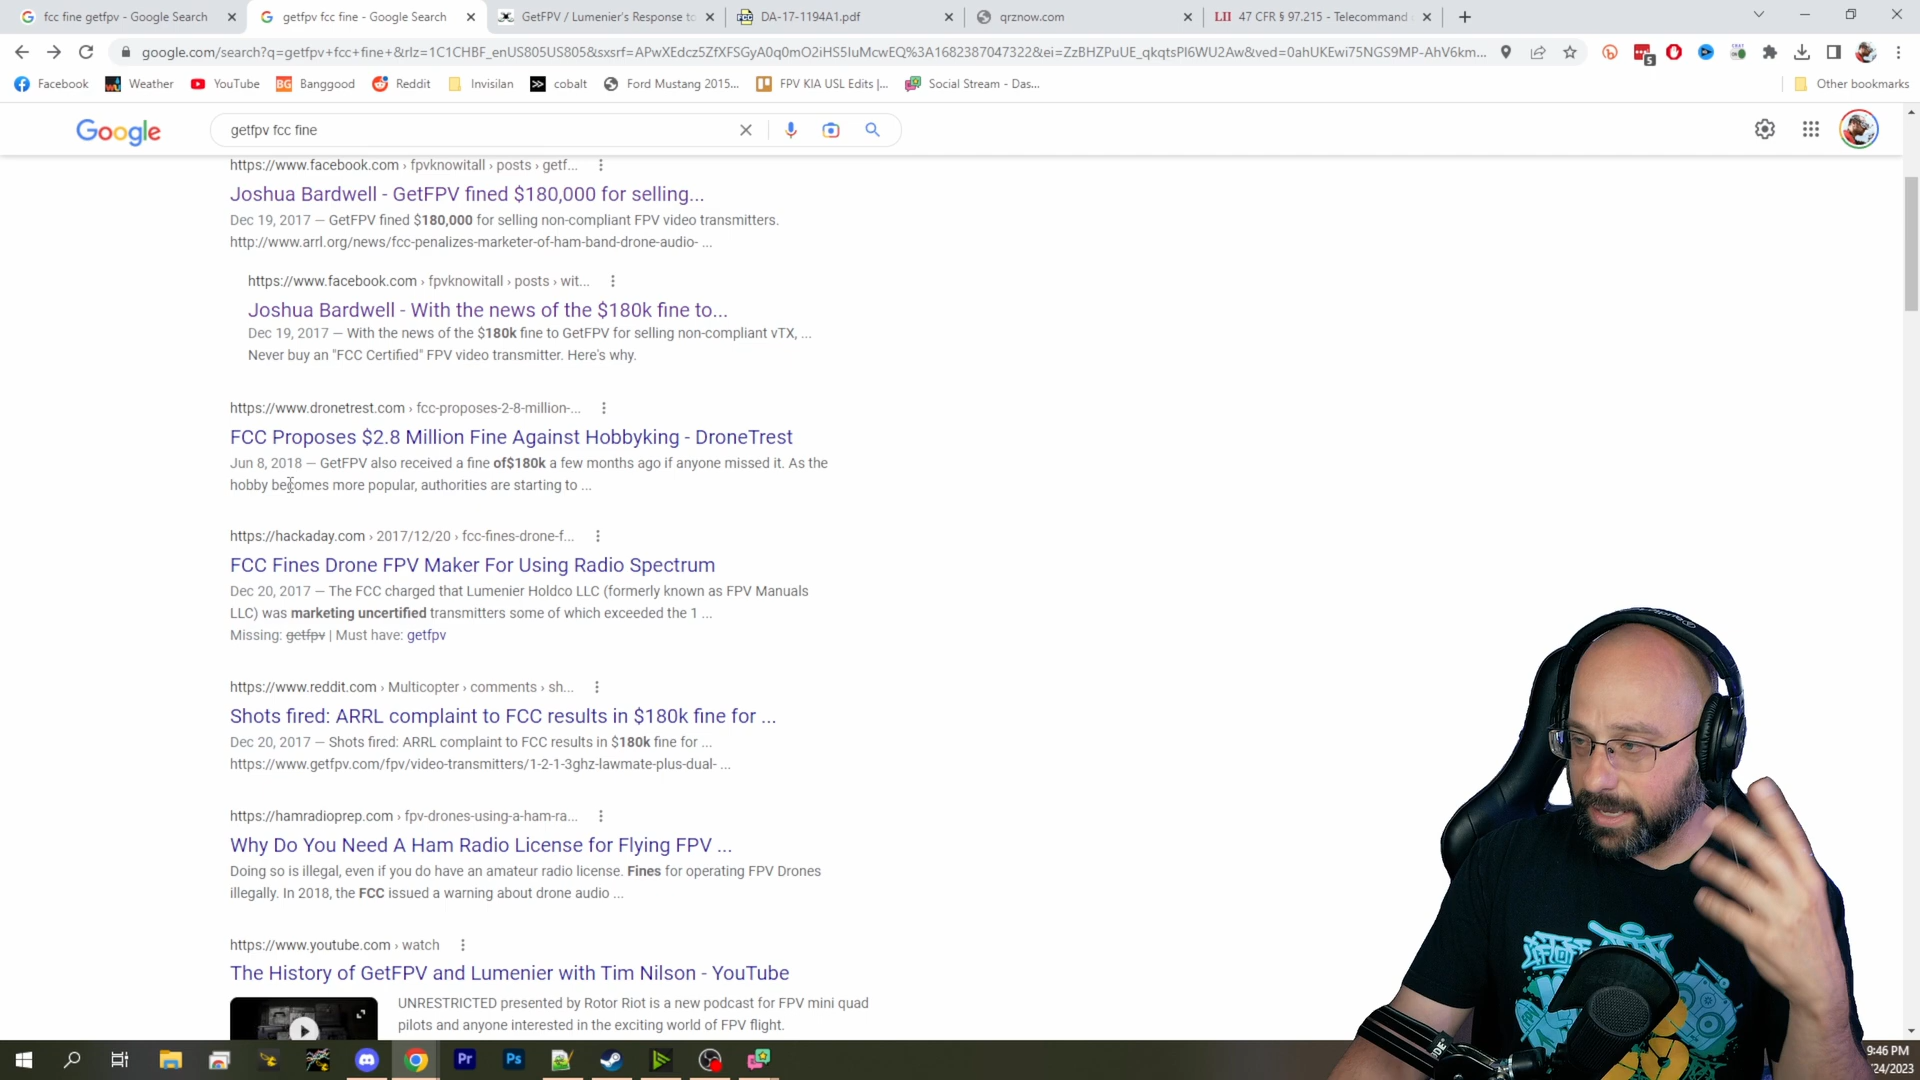 fcc fine getfpv - Google Search
getfpv fcc fine - Google Search
GetFPV / Lumenier's Response to
DA-17-1194A1.pdf
qrznow.com
47 CFR § 97.215 - Telecommand
google.com/search?q=getfpv+fcc+fine+&rlz=1C1CHBF_enUS805US805&sxsrf=APwXEdcz5ZfXFSGyA0q0mO2iHS5IuMcwEQ%3A1682387047322&ei=ZzBHZPuUE_qkqtsPI6WU2Aw&ved=0ahUKEwi75NGS9MP-AhV6km...
Facebook
Weather
YouTube
Banggood
Reddit
Invisilan
cobalt
Ford Mustang 2015...
FPV KIA USL Edits |...
Social Stream - Das...
Other bookmarks
Google
getfpv fcc fine
https://www.facebook.com › fpvknowitall › posts › getf...
Joshua Bardwell - GetFPV fined $180,000 for selling...
Dec 19, 2017 — GetFPV fined $180,000 for selling non-compliant FPV video transmitters.
http://www.arrl.org/news/fcc-penalizes-marketer-of-ham-band-drone-audio- ...
https://www.facebook.com › fpvknowitall › posts › wit...
Joshua Bardwell - With the news of the $180k fine to...
Dec 19, 2017 — With the news of the $180k fine to GetFPV for selling non-compliant vTX, ...
Never buy an "FCC Certified" FPV video transmitter. Here's why.
https://www.dronetrest.com › fcc-proposes-2-8-million-...
FCC Proposes $2.8 Million Fine Against Hobbyking - DroneTrest
Jun 8, 2018 — GetFPV also received a fine of$180k a few months ago if anyone missed it. As the
hobby becomes more popular, authorities are starting to ...
https://hackaday.com › 2017/12/20 › fcc-fines-drone-f...
FCC Fines Drone FPV Maker For Using Radio Spectrum
Dec 20, 2017 — The FCC charged that Lumenier Holdco LLC (formerly known as FPV Manuals
LLC) was marketing uncertified transmitters some of which exceeded the 1 ...
Missing: getfpv | Must have: getfpv
https://www.reddit.com › Multicopter › comments › sh...
Shots fired: ARRL complaint to FCC results in $180k fine for ...
Dec 20, 2017 — Shots fired: ARRL complaint to FCC results in $180k fine for ...
https://www.getfpv.com/fpv/video-transmitters/1-2-1-3ghz-lawmate-plus-dual- ...
https://hamradioprep.com › fpv-drones-using-a-ham-ra...
Why Do You Need A Ham Radio License for Flying FPV ...
Doing so is illegal, even if you do have an amateur radio license. Fines for operating FPV Drones
illegally. In 2018, the FCC issued a warning about drone audio ...
https://www.youtube.com › watch
The History of GetFPV and Lumenier with Tim Nilson - YouTube
UNRESTRICTED presented by Rotor Riot is a new podcast for FPV mini quad
pilots and anyone interested in the exciting world of FPV flight.
9:46 PM
/24/2023